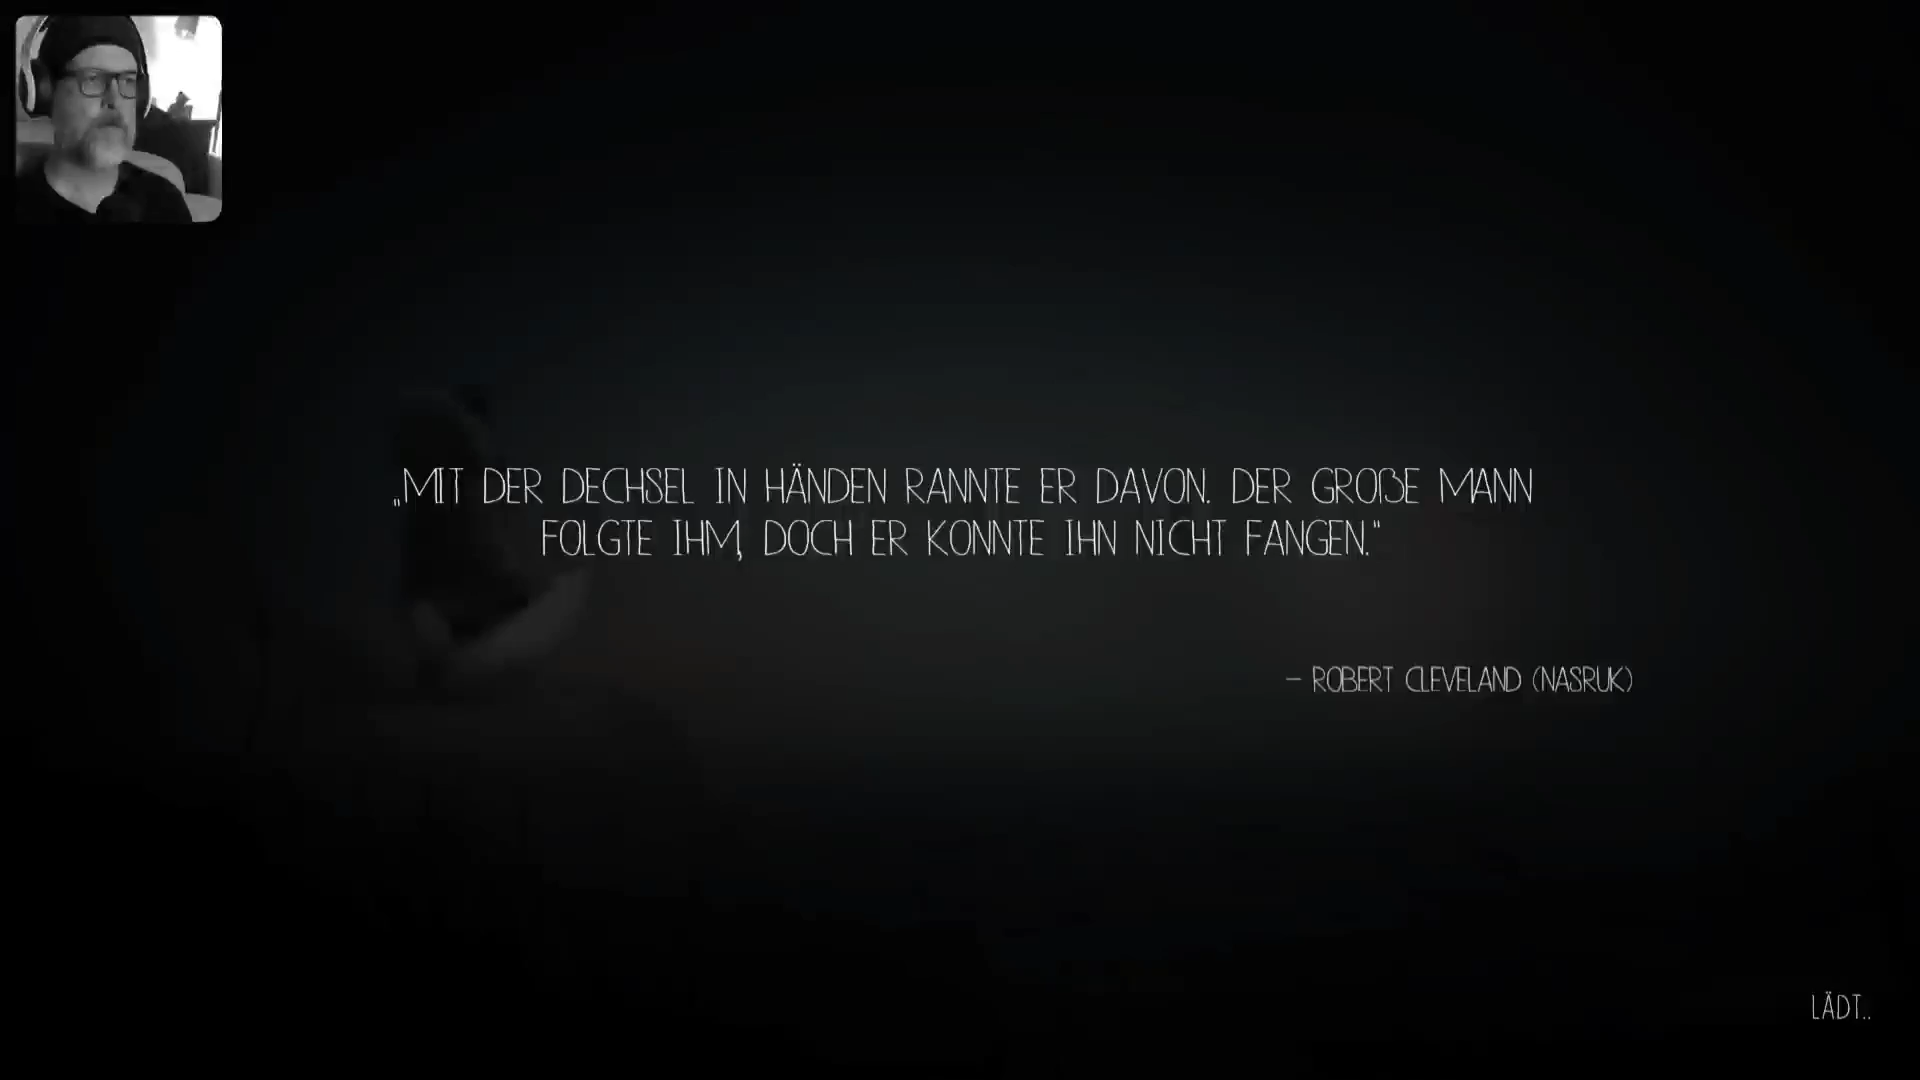 „MIT DER DECHSEL IN HÄNDEN RANNTE ER DAVON. DER GROßE MANN
FOLGTE IHM, DOCH ER KONNTE IHN NICHT FANGEN.“
– ROBERT CLEVELAND (NASRUK)
LÄDT..